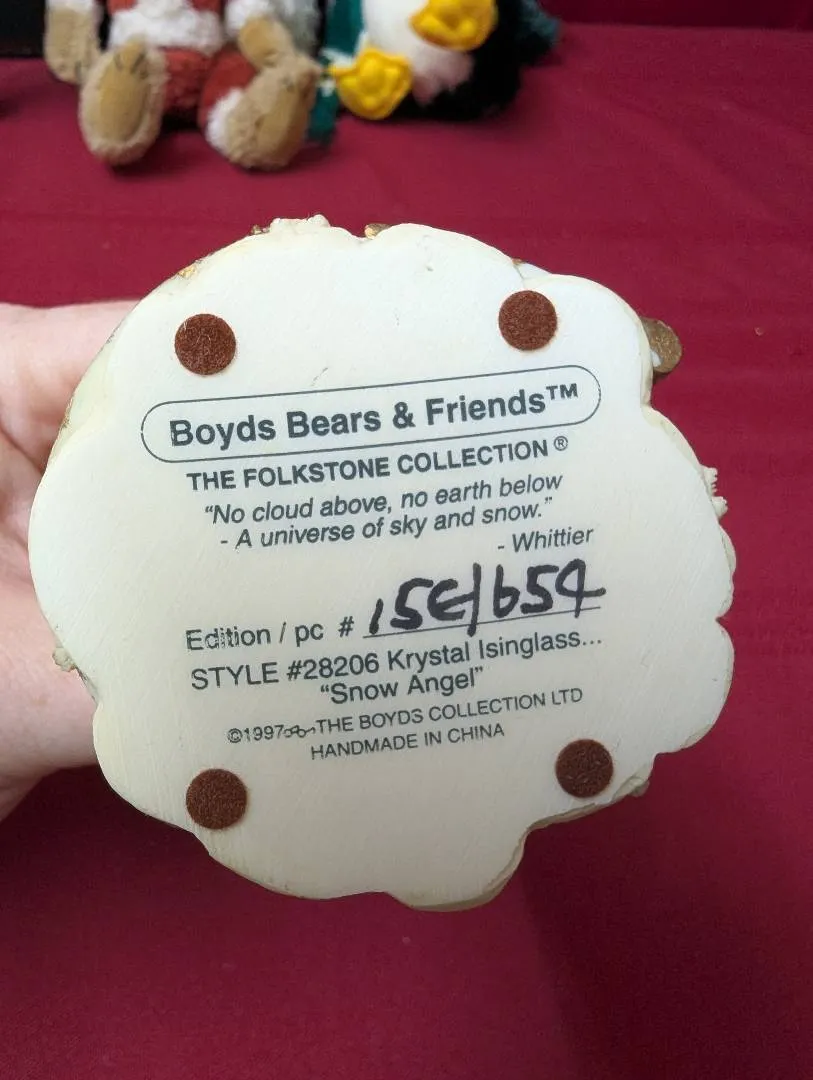 Boyds Bears & Friends™
THE FOLKSTONE COLLECTION®
“No cloud above, no earth below
- A universe of sky and snow.”
- Whittier
Edition / pc # 15E/1654
STYLE #28206 Krystal Isinglass...
“Snow Angel”
©1997 THE BOYDS COLLECTION LTD
HANDMADE IN CHINA